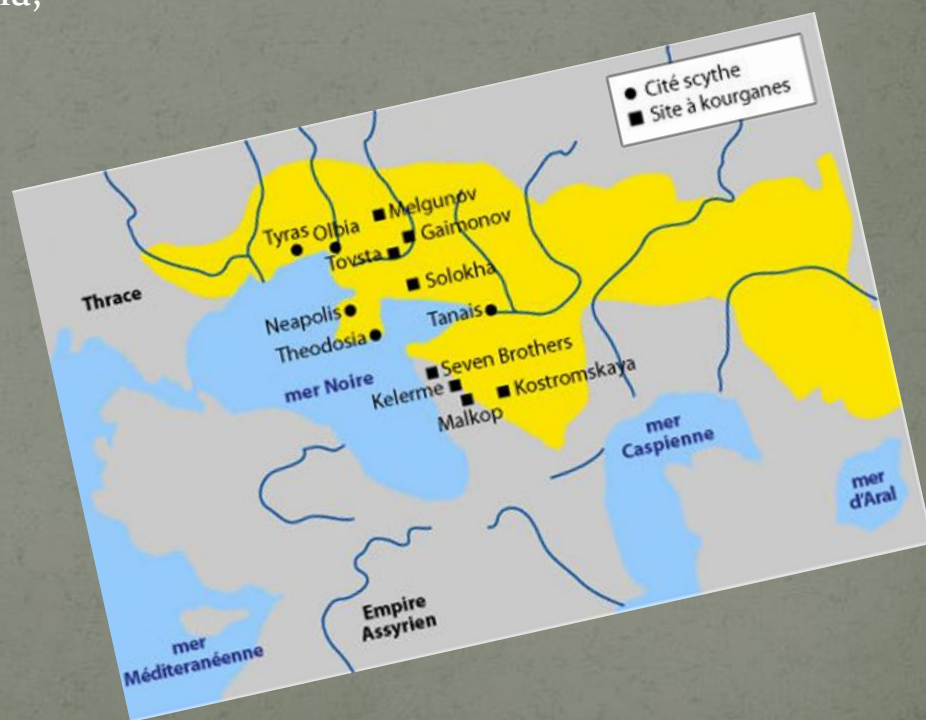 Cité scythe
Site à kourganes
Melgunov
Gaimonov
Tyras Olbia
Tovsta
Solokha
Thrace
Neapolis
Tanais
Theodosia
mer Noire
Seven Brothers
Kelerme
Kostromskaya
Malkop
mer
Caspienne
mer
d'Aral
Empire
Assyrien
mer
Méditeranéenne